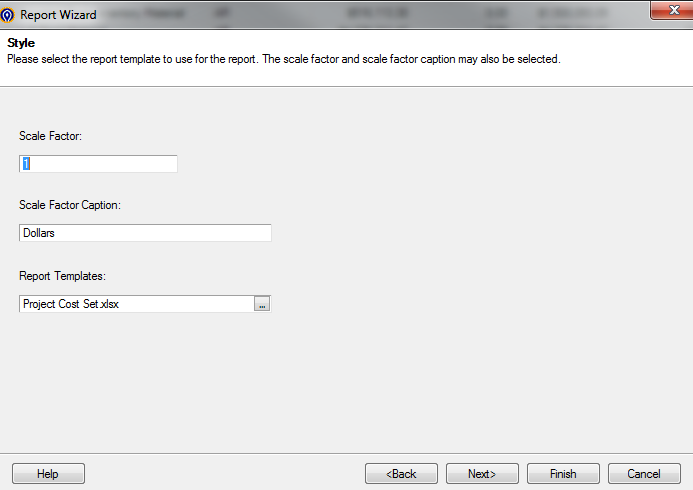 Report Wizard
Style
Please select the report template to use for the report. The scale factor and scale factor caption may also be selected.
Scale Factor:
1
Scale Factor Caption:
Dollars
Report Templates:
Project Cost Set.xlsx
...
Help
<Back
Next>
Finish
Cancel